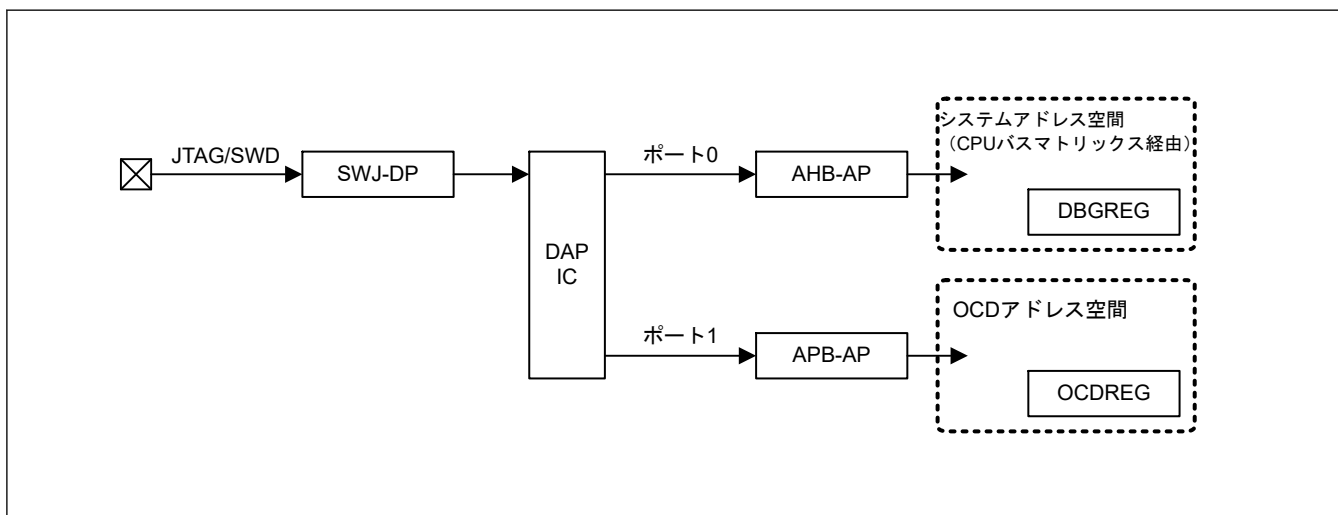 JTAG/SWD
SWJ-DP
DAP
IC
ポート0
AHB-AP
システムアドレス空間
（CPUバスマトリックス経由）
DBGREG
ポート1
APB-AP
OCDアドレス空間
OCDREG